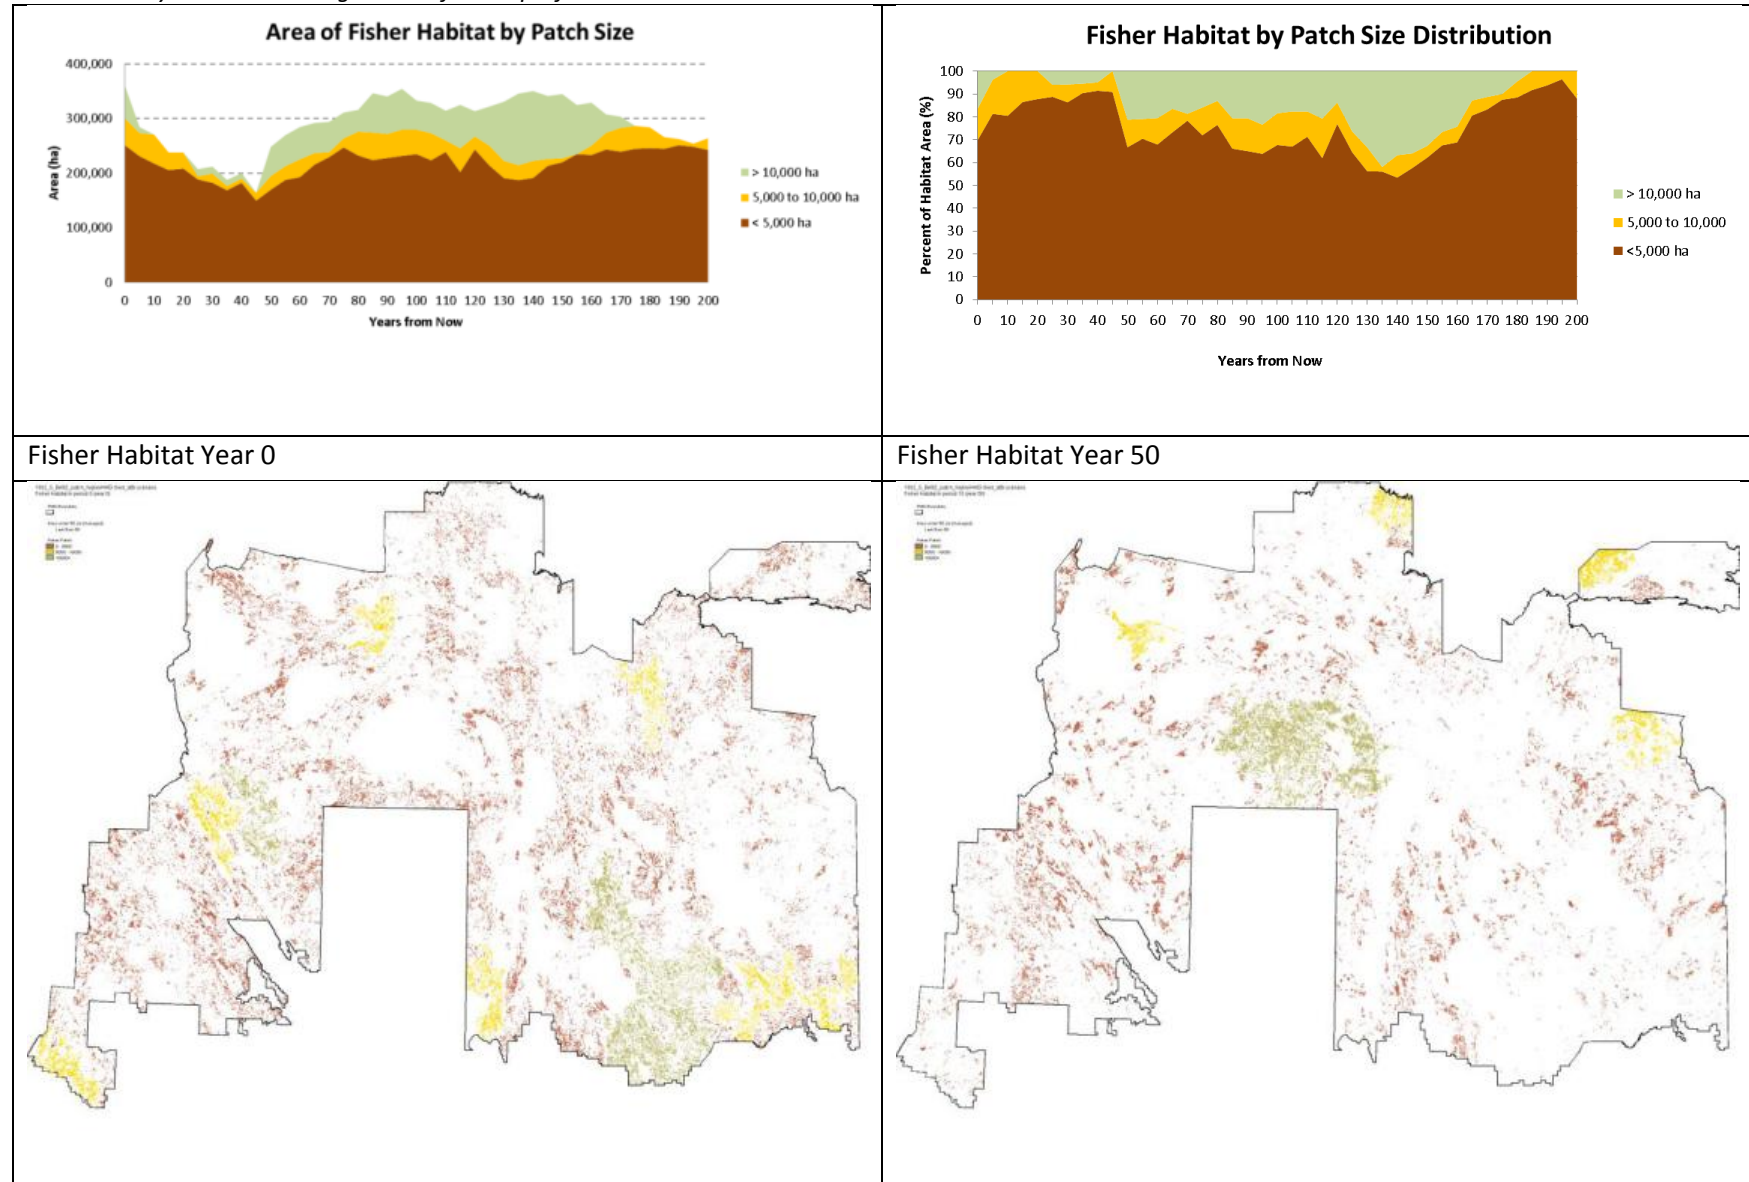 Area of Fisher Habitat by Patch Size
400,000
300,000
200,000
100,000
0
Area (ha)
0 10 20 30 40 50 60 70 80 90 100 110 120 130 140 150 160 170 180 190 200
Years from Now
> 10,000 ha
5,000 to 10,000 ha
< 5,000 ha
Fisher Habitat by Patch Size Distribution
100
90
80
70
60
50
40
30
20
10
0
Percent of Habitat Area (%)
0 10 20 30 40 50 60 70 80 90 100 110 120 130 140 150 160 170 180 190 200
Years from Now
> 10,000 ha
5,000 to 10,000
<5,000 ha
Fisher Habitat Year 0
Fisher Habitat Year 50